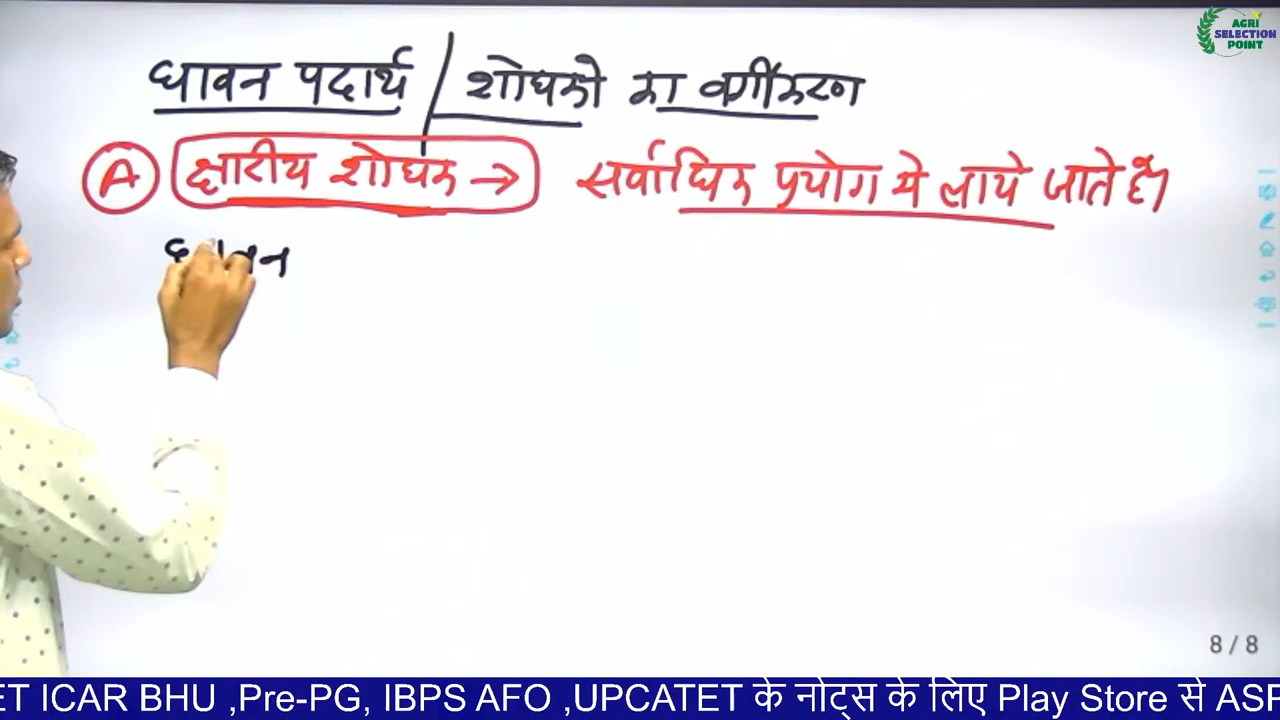 AGRI
SELECTION
POINT
धावन पदार्थ / शोधको का वर्गीकरण
A क्षारीय शोधक → सर्वाधिक प्रयोग मे लाये जाते है।
8 / 8
ET ICAR BHU ,Pre-PG, IBPS AFO ,UPCATET के नोट्स के लिए Play Store से ASP